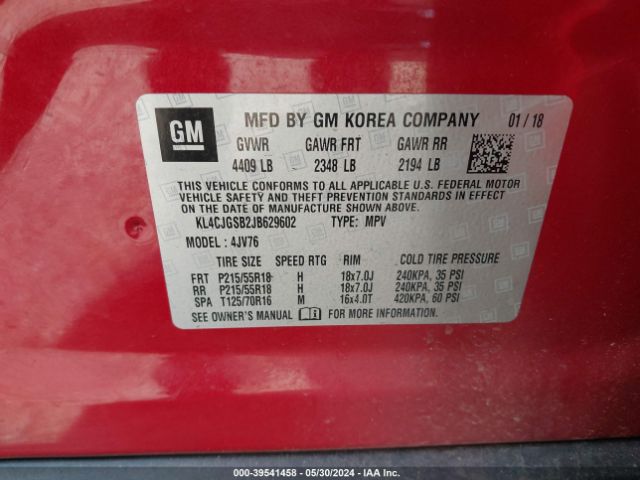 GM
MFD BY GM KOREA COMPANY 01 / 18
GVWR GAWR FRT GAWR RR
4409 LB 2348 LB 2194 LB
THIS VEHICLE CONFORMS TO ALL APPLICABLE U.S. FEDERAL MOTOR
VEHICLE SAFETY AND THEFT PREVENTION STANDARDS IN EFFECT
ON THE DATE OF MANUFACTURE SHOWN ABOVE.
KL4CJGSB2JB629602 TYPE: MPV
MODEL: 4JV76
TIRE SIZE SPEED RTG RIM COLD TIRE PRESSURE
FRT P215/55R18 H 18x7.0J 240KPA, 35 PSI
RR P215/55R18 H 18x7.0J 240KPA, 35 PSI
SPA T125/70R16 M 16x4.0T 420KPA, 60 PSI
SEE OWNER'S MANUAL FOR MORE INFORMATION.
000-39541458 - 05/30/2024 - IAA Inc.